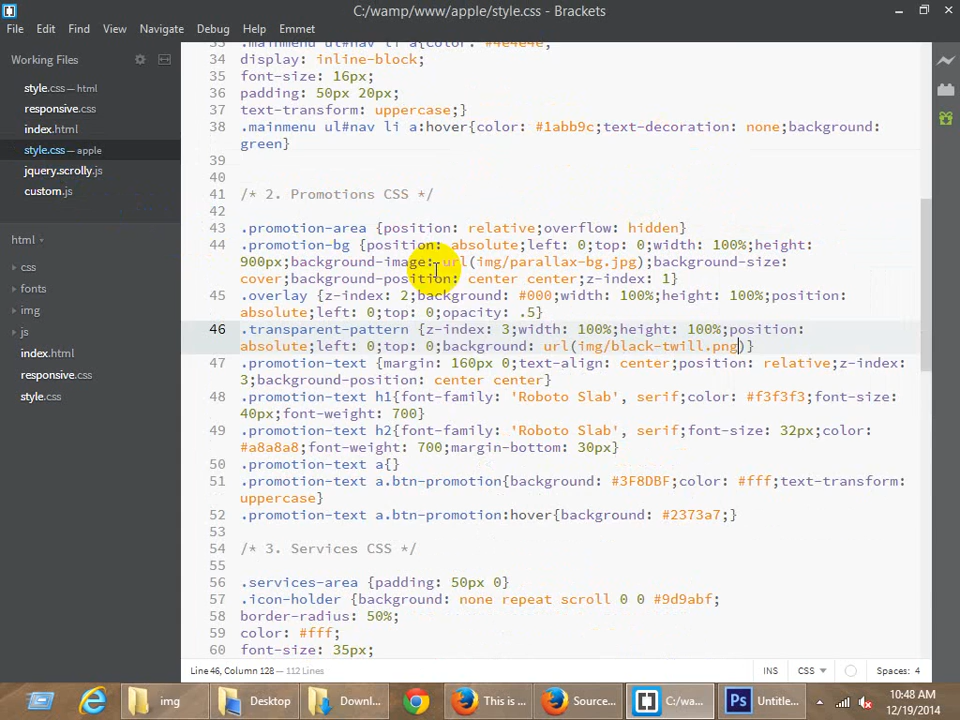 C:/wamp/www/apple/style.css - Brackets
File Edit Find View Navigate Debug Help Emmet
Working Files
style.css — html
responsive.css
index.html
style.css — apple
jquery.scrolly.js
custom.js
html
css
fonts
img
js
index.html
responsive.css
style.css
33 .mainmenu ul#nav li a{color: #4e4e4e;
34 display: inline-block;
35 font-size: 16px;
36 padding: 50px 20px;
37 text-transform: uppercase;}
38 .mainmenu ul#nav li a:hover{color: #1abb9c;text-decoration: none;background:
green}
39
40
41 /* 2. Promotions CSS */
42
43 .promotion-area {position: relative;overflow: hidden}
44 .promotion-bg {position: absolute;left: 0;top: 0;width: 100%;height:
900px;background-image: url(img/parallax-bg.jpg);background-size:
cover;background-position: center center;z-index: 1}
45 .overlay {z-index: 2;background: #000;width: 100%;height: 100%;position:
absolute;left: 0;top: 0;opacity: .5}
46 .transparent-pattern {z-index: 3;width: 100%;height: 100%;position:
absolute;left: 0;top: 0;background: url(img/black-twill.png)}
47 .promotion-text {margin: 160px 0;text-align: center;position: relative;z-index:
3;background-position: center center}
48 .promotion-text h1{font-family: 'Roboto Slab', serif;color: #f3f3f3;font-size:
40px;font-weight: 700}
49 .promotion-text h2{font-family: 'Roboto Slab', serif;font-size: 32px;color:
#a8a8a8;font-weight: 700;margin-bottom: 30px}
50 .promotion-text a{}
51 .promotion-text a.btn-promotion{background: #3F8DBF;color: #fff;text-transform:
uppercase}
52 .promotion-text a.btn-promotion:hover{background: #2373a7;}
53
54 /* 3. Services CSS */
55
56 .services-area {padding: 50px 0}
57 .icon-holder {background: none repeat scroll 0 0 #9d9abf;
58 border-radius: 50%;
59 color: #fff;
60 font-size: 35px;
Line 46, Column 128 — 112 Lines
INS CSS Spaces: 4
img Desktop Downl... This is ... Source... C:/wa... Ps Untitle...
10:48 AM
12/19/2014